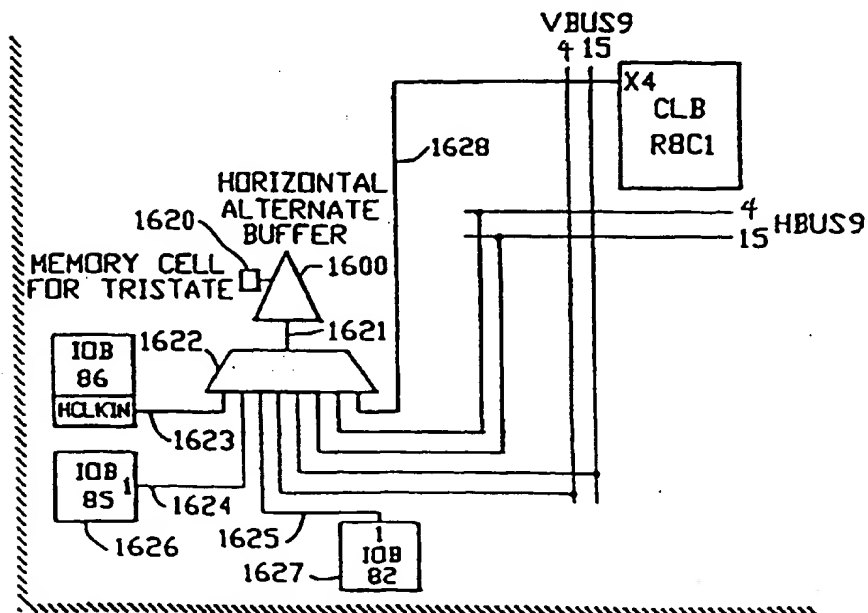 VBUS9
4 15
X4
CLB
R8C1
1628
HORIZONTAL
ALTERNATE
BUFFER
1620
4
15
HBUS9
MEMORY CELL
FOR TRISTATE
1600
1621
1622
IOB
86
HCLKIN
1623
IOB
85
1
1624
1625
1626
1627
1
IOB
82